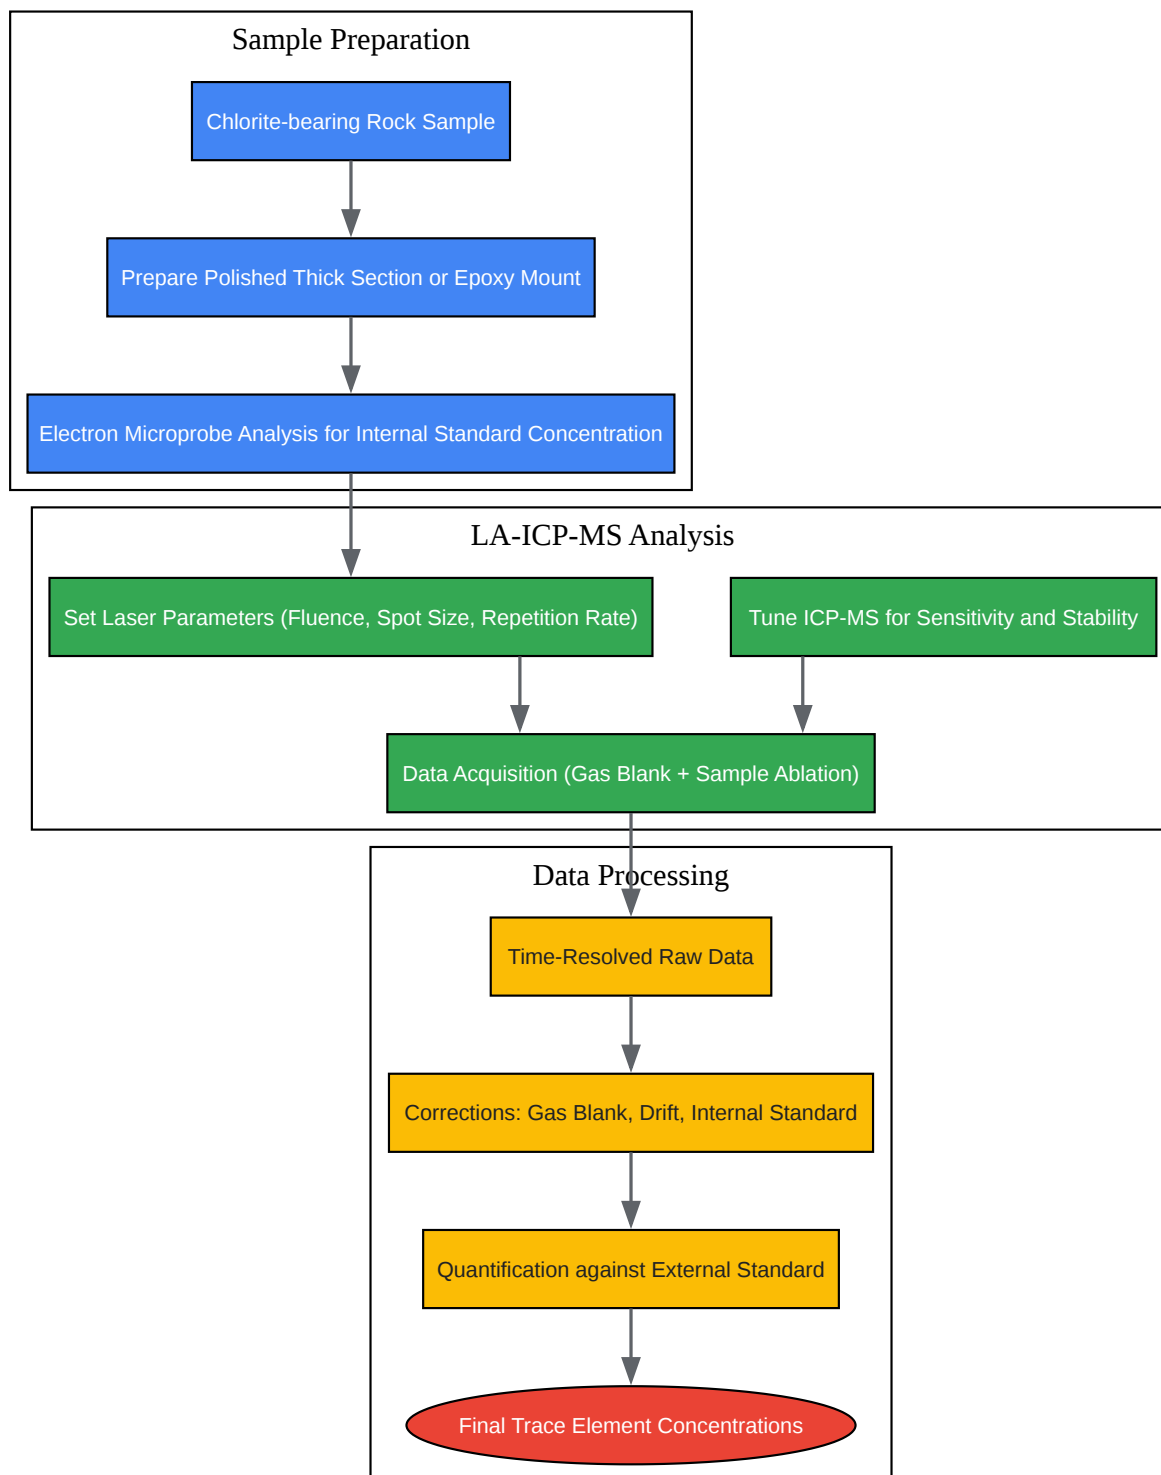 Sample Preparation
Chlorite-bearing Rock Sample
Prepare Polished Thick Section or Epoxy Mount
Electron Microprobe Analysis for Internal Standard Concentration
LA-ICP-MS Analysis
Set Laser Parameters (Fluence, Spot Size, Repetition Rate)
Tune ICP-MS for Sensitivity and Stability
Data Acquisition (Gas Blank + Sample Ablation)
Data Processing
Time-Resolved Raw Data
Corrections: Gas Blank, Drift, Internal Standard
Quantification against External Standard
Final Trace Element Concentrations